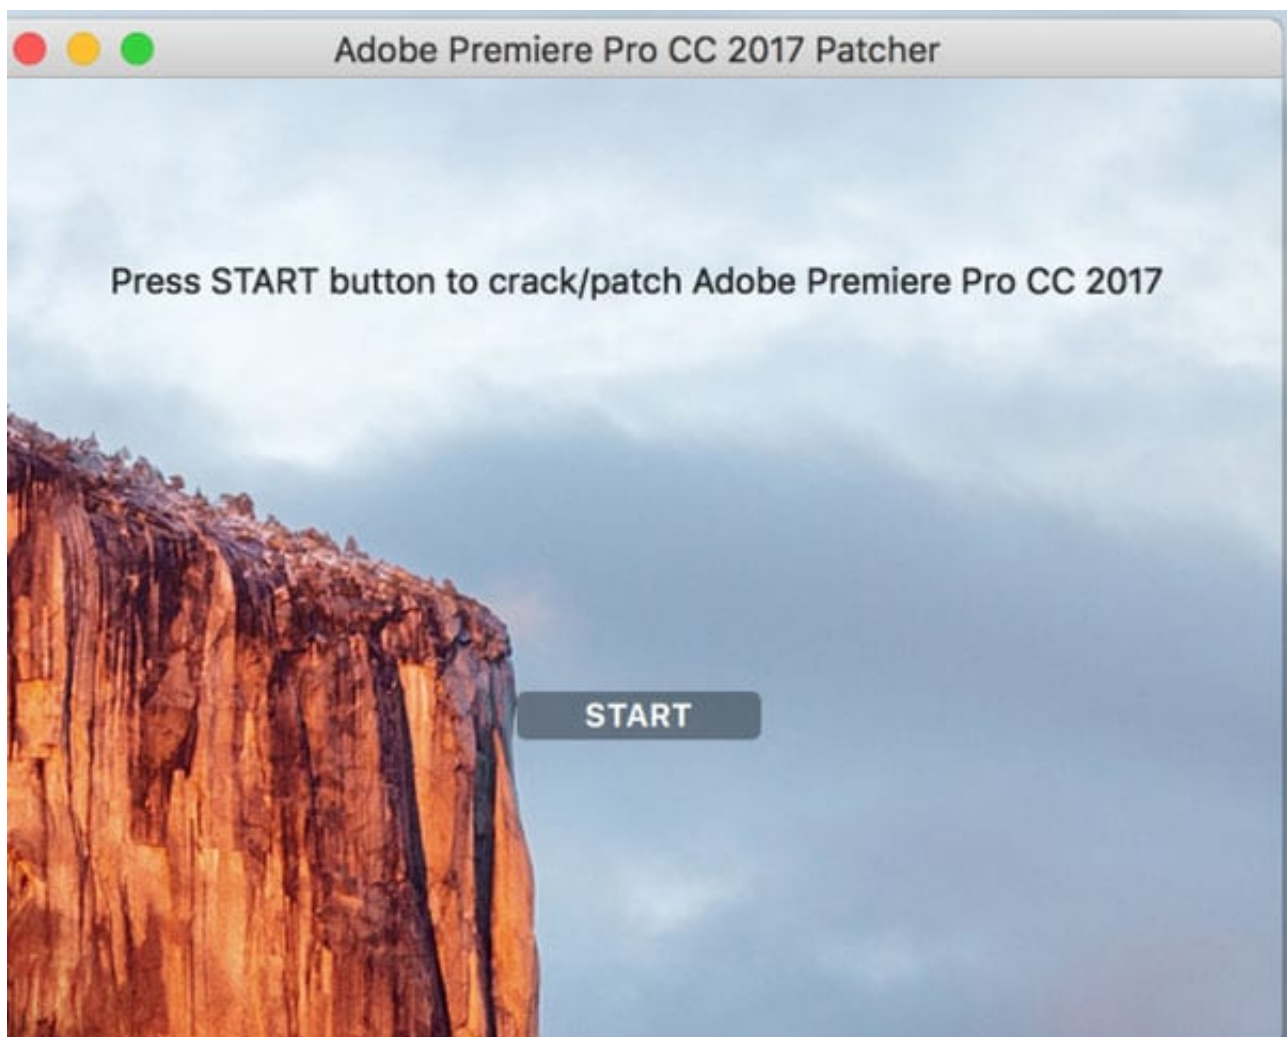 Adobe Premiere Pro CC 2017 Patcher
Press START button to crack/patch Adobe Premiere Pro CC 2017
START